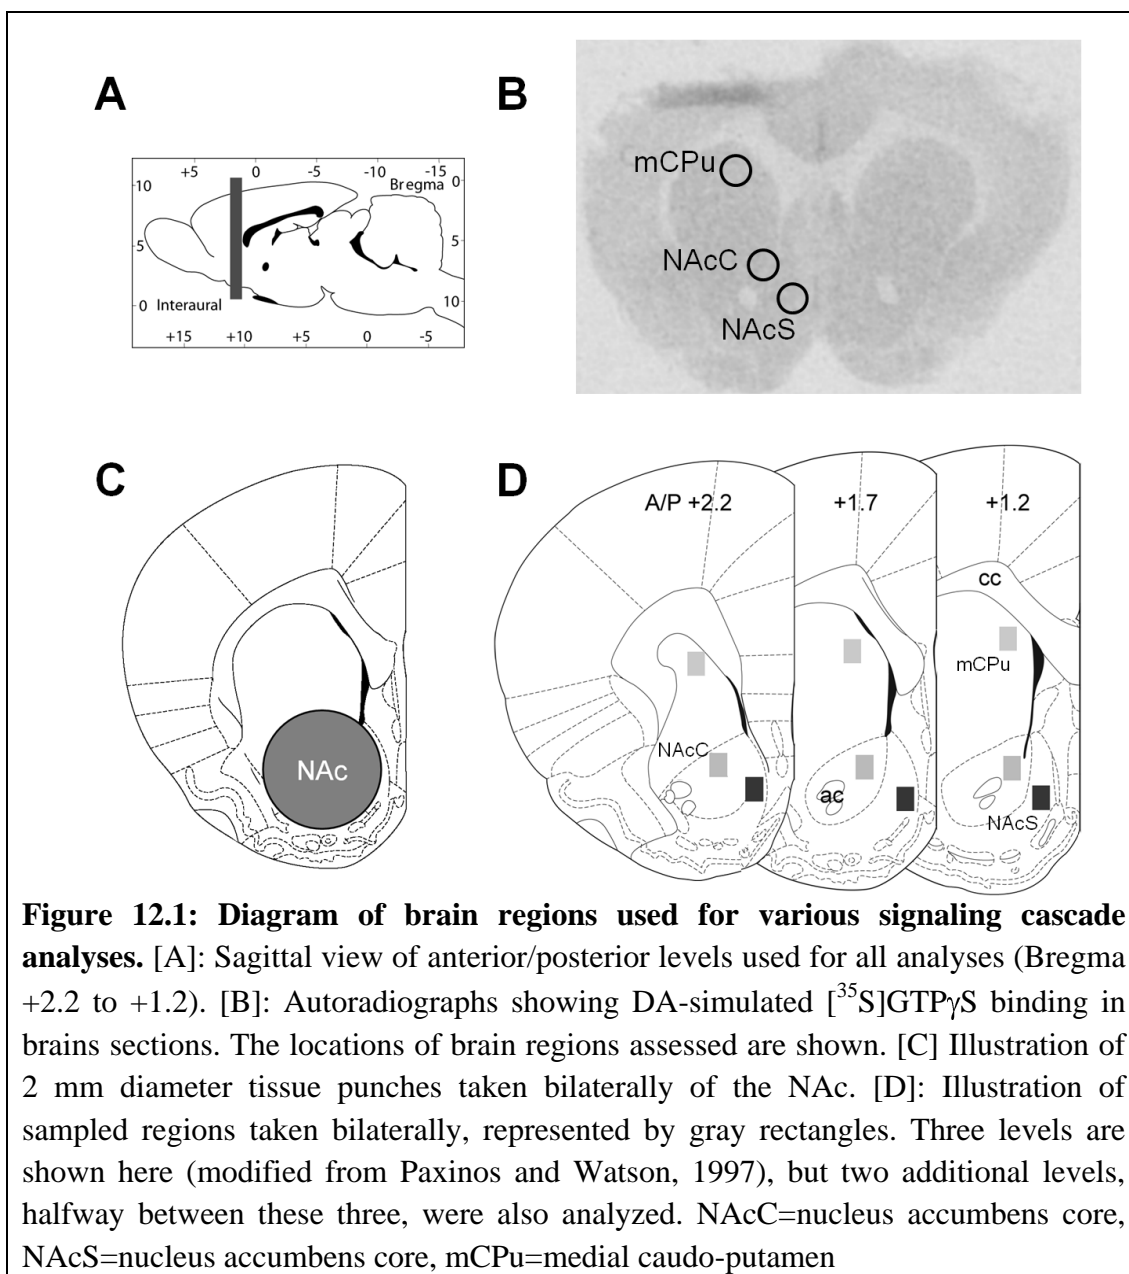 A
B
+5 0 -5 -10 -15
Bregma 0
10
5
5
0 Interaural
10
+15 +10 +5 0 -5
mCPu
NAcC
NAcS
C
D
NAc
A/P +2.2 +1.7 +1.2
cc
mCPu
NAcC
ac
NAcS
Figure 12.1: Diagram of brain regions used for various signaling cascade
analyses. [A]: Sagittal view of anterior/posterior levels used for all analyses (Bregma
+2.2 to +1.2). [B]: Autoradiographs showing DA-simulated [³⁵S]GTPγS binding in
brains sections. The locations of brain regions assessed are shown. [C] Illustration of
2 mm diameter tissue punches taken bilaterally of the NAc. [D]: Illustration of
sampled regions taken bilaterally, represented by gray rectangles. Three levels are
shown here (modified from Paxinos and Watson, 1997), but two additional levels,
halfway between these three, were also analyzed. NAcC=nucleus accumbens core,
NAcS=nucleus accumbens core, mCPu=medial caudo-putamen